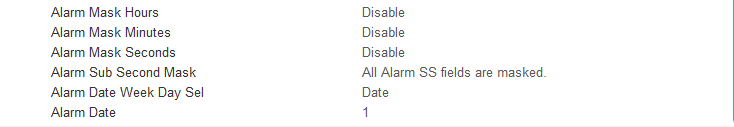 Alarm Mask Hours Disable
Alarm Mask Minutes Disable
Alarm Mask Seconds Disable
Alarm Sub Second Mask All Alarm SS fields are masked.
Alarm Date Week Day Sel Date
Alarm Date 1